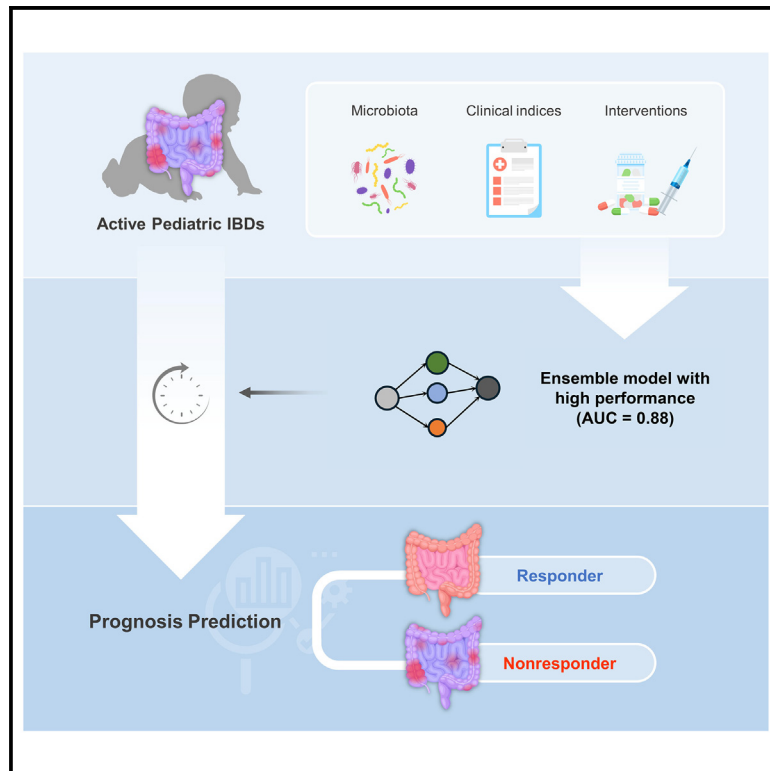 Microbiota
Clinical indices
Interventions
Active Pediatric IBDs
Ensemble model with
high performance
(AUC = 0.88)
Prognosis Prediction
Responder
Nonresponder